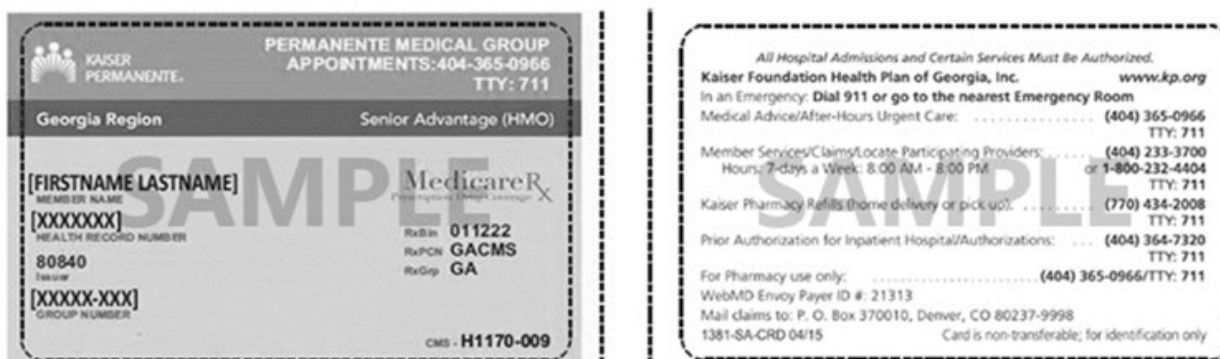 KAISER
PERMANENTE®
PERMANENTE MEDICAL GROUP
APPOINTMENTS:404-365-0966
TTY: 711
Georgia Region
Senior Advantage (HMO)
SAMPLE
[FIRSTNAME LASTNAME]
MEMBER NAME
[XXXXXXX]
HEALTH RECORD NUMBER
80840
Issuer
[XXXXX-XXX]
GROUP NUMBER
MedicareRx
Prescription Drug Coverage
RxBin 011222
RxPCN GACMS
RxGrp GA
CMS - H1170-009
All Hospital Admissions and Certain Services Must Be Authorized.
Kaiser Foundation Health Plan of Georgia, Inc. www.kp.org
In an Emergency: Dial 911 or go to the nearest Emergency Room
Medical Advice/After-Hours Urgent Care: (404) 365-0966
TTY: 711
SAMPLE
Member Services/Claims/Locate Participating Providers: (404) 233-3700
Hours: 7-days a Week: 8:00 AM - 8:00 PM or 1-800-232-4404
TTY: 711
Kaiser Pharmacy Refills (home delivery or pick up): (770) 434-2008
TTY: 711
Prior Authorization for Inpatient Hospital/Authorizations: .... (404) 364-7320
TTY: 711
For Pharmacy use only: (404) 365-0966/TTY: 711
WebMD Envoy Payer ID #: 21313
Mail claims to: P. O. Box 370010, Denver, CO 80237-9998
1381-SA-CRD 04/15 Card is non-transferable; for identification only